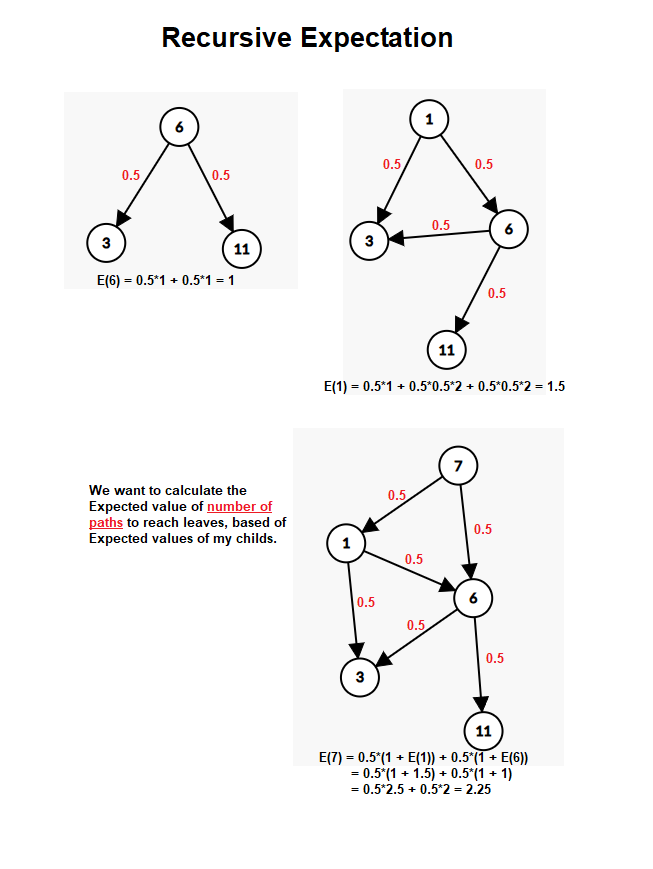 Recursive Expectation
6
0.5
0.5
3
11
E(6) = 0.5*1 + 0.5*1 = 1
1
0.5
0.5
0.5
3
6
0.5
11
E(1) = 0.5*1 + 0.5*0.5*2 + 0.5*0.5*2 = 1.5
We want to calculate the
Expected value of number of
paths to reach leaves, based of
Expected values of my childs.
7
0.5
0.5
1
0.5
6
0.5
0.5
0.5
3
11
E(7) = 0.5*(1 + E(1)) + 0.5*(1 + E(6))
= 0.5*(1 + 1.5) + 0.5*(1 + 1)
= 0.5*2.5 + 0.5*2 = 2.25